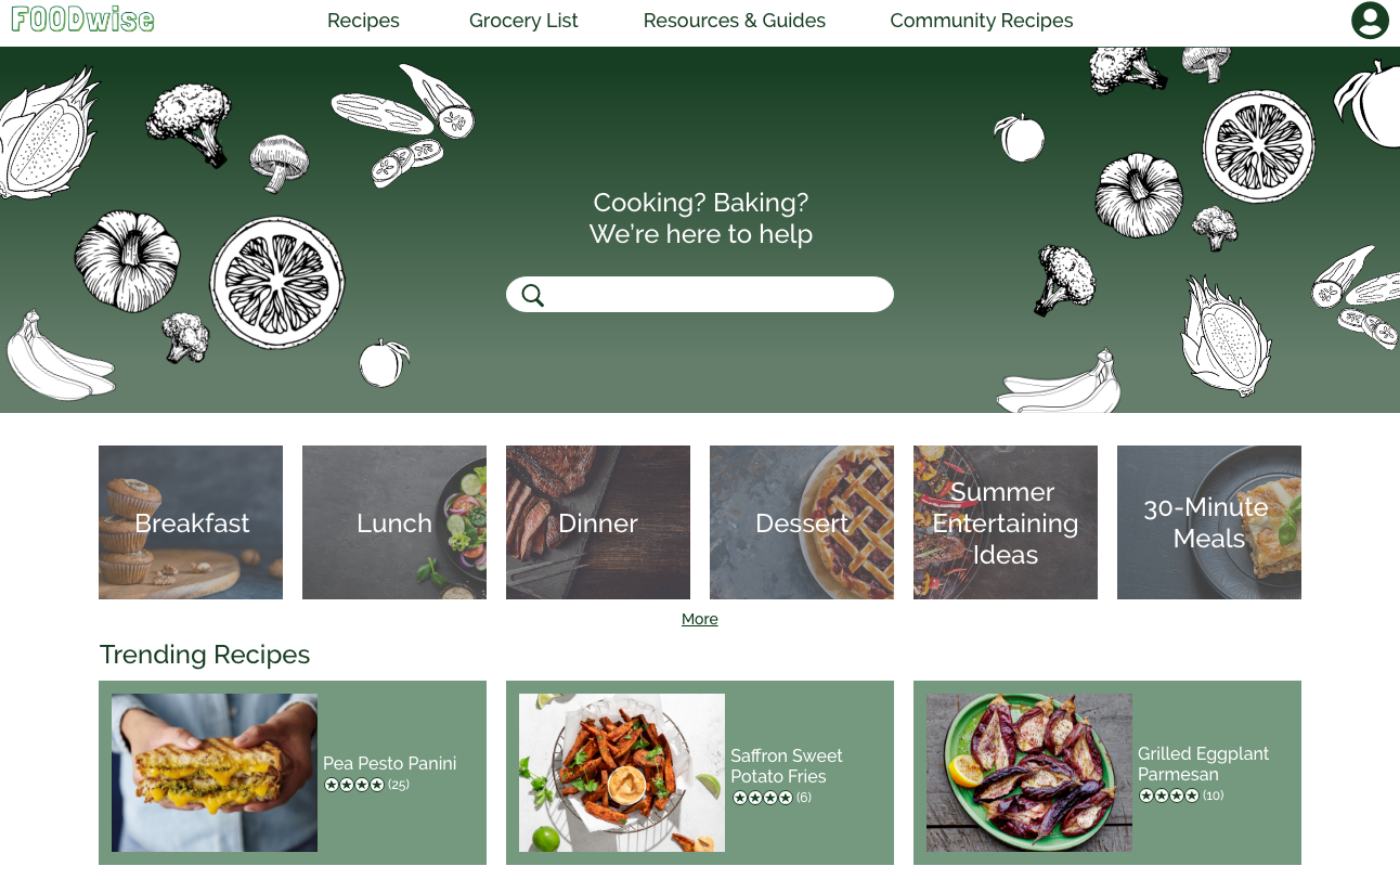 FOODwise
Recipes
Grocery List
Resources & Guides
Community Recipes
Cooking? Baking?
We're here to help
Breakfast
Lunch
Dinner
Dessert
Summer
Entertaining
Ideas
30-Minute
Meals
More
Trending Recipes
Pea Pesto Panini
(25)
Saffron Sweet
Potato Fries
(6)
Grilled Eggplant
Parmesan
(10)